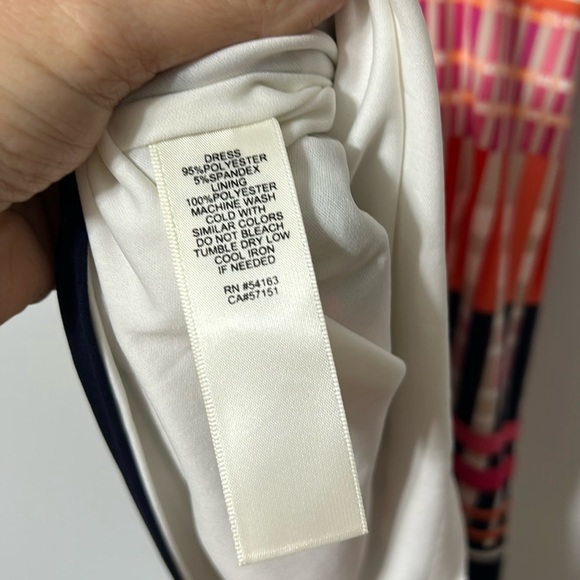 DRESS
95%POLYESTER
5%SPANDEX
LINING
100%POLYESTER
MACHINE WASH
COLD WITH
SIMILAR COLORS
DO NOT BLEACH
TUMBLE DRY LOW
COOL IRON
IF NEEDED
RN #54163
CA#57151